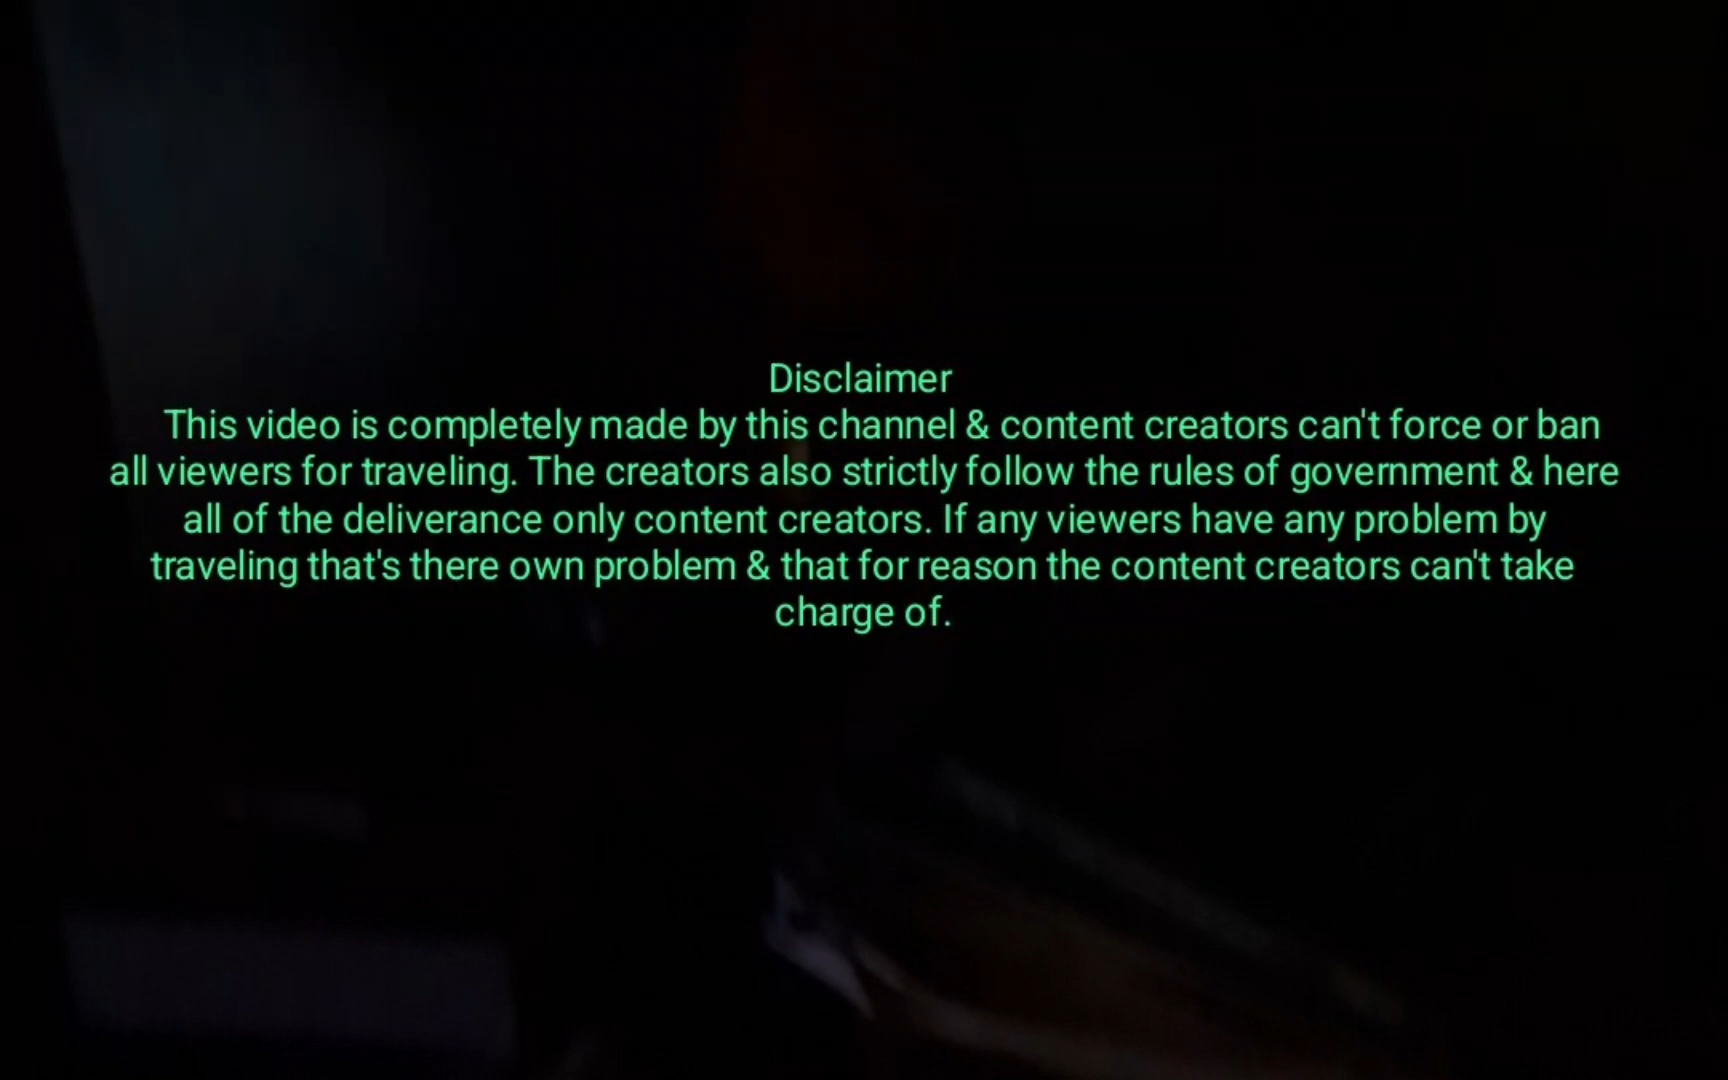 Disclaimer
This video is completely made by this channel & content creators can't force or ban
all viewers for traveling. The creators also strictly follow the rules of government & here
all of the deliverance only content creators. If any viewers have any problem by
traveling that's there own problem & that for reason the content creators can't take
charge of.